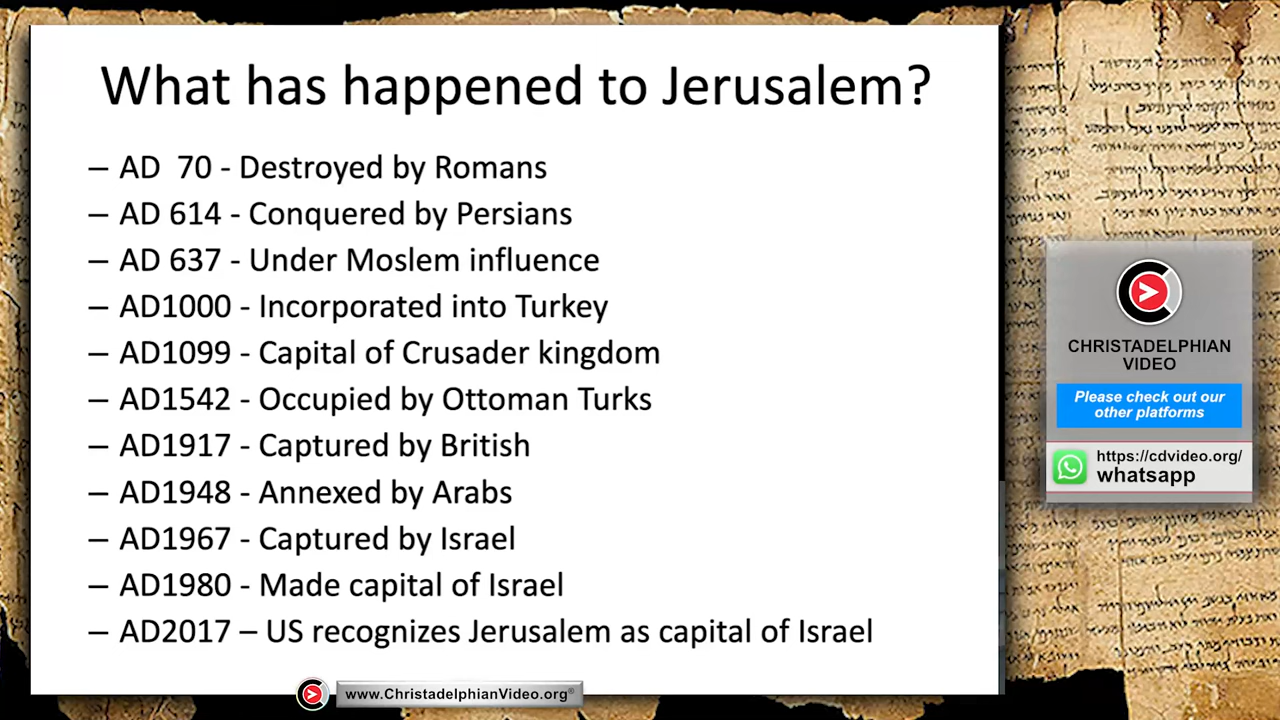 What has happened to Jerusalem?
– AD 70 - Destroyed by Romans
– AD 614 - Conquered by Persians
– AD 637 - Under Moslem influence
– AD1000 - Incorporated into Turkey
– AD1099 - Capital of Crusader kingdom
– AD1542 - Occupied by Ottoman Turks
– AD1917 - Captured by British
– AD1948 - Annexed by Arabs
– AD1967 - Captured by Israel
– AD1980 - Made capital of Israel
– AD2017 – US recognizes Jerusalem as capital of Israel
www.ChristadelphianVideo.org®
CHRISTADELPHIAN
VIDEO
Please check out our
other platforms
https://cdvideo.org/
whatsapp